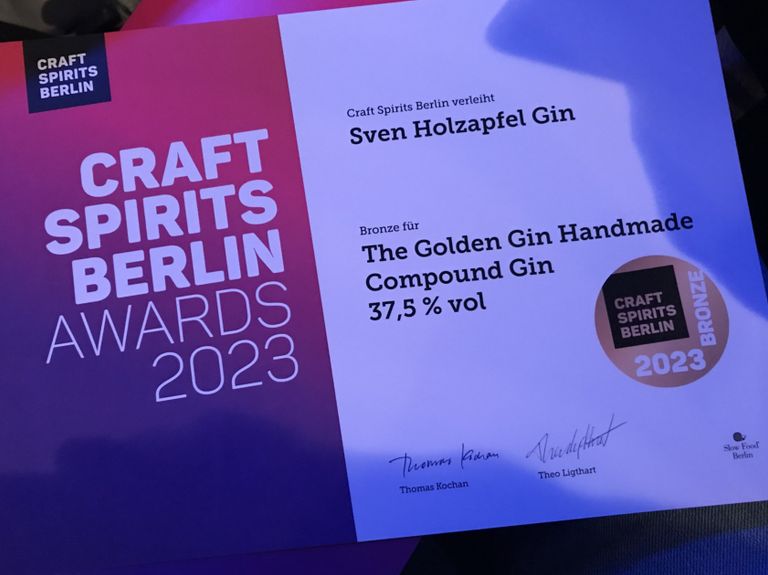 CRAFT
SPIRITS
BERLIN
CRAFT
SPIRITS
BERLIN
AWARDS
2023
Craft Spirits Berlin verleiht
Sven Holzapfel Gin
Bronze für
The Golden Gin Handmade
Compound Gin
37,5 % vol
CRAFT
SPIRITS
BERLIN
BRONZE
2023
Thomas Kochan
Thomas Kochan
Theo Ligthart
Slow Food
Berlin